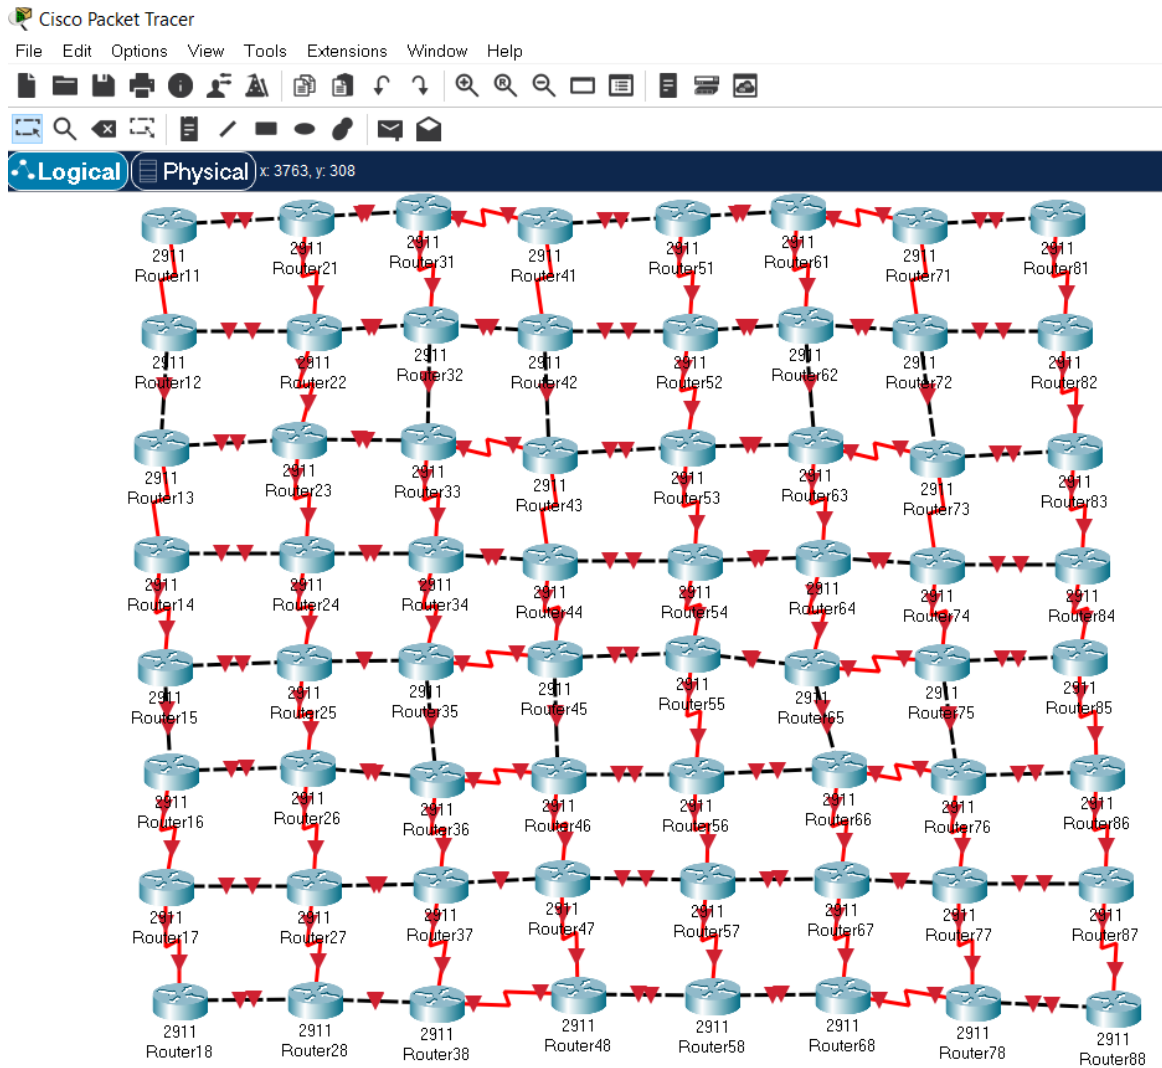 Cisco Packet Tracer
File Edit Options View Tools Extensions Window Help
Logical Physical x: 3763, y: 308
2911 2911 2911 2911 2911 2911 2911 2911
Router11 Router21 Router31 Router41 Router51 Router61 Router71 Router81
2911 2911 2911 2911 2911 2911 2911 2911
Router12 Router22 Router32 Router42 Router52 Router62 Router72 Router82
2911 2911 2911 2911 2911 2911 2911 2911
Router13 Router23 Router33 Router43 Router53 Router63 Router73 Router83
2911 2911 2911 2911 2911 2911 2911 2911
Router14 Router24 Router34 Router44 Router54 Router64 Router74 Router84
2911 2911 2911 2911 2911 2911 2911 2911
Router15 Router25 Router35 Router45 Router55 Router65 Router75 Router85
2911 2911 2911 2911 2911 2911 2911 2911
Router16 Router26 Router36 Router46 Router56 Router66 Router76 Router86
2911 2911 2911 2911 2911 2911 2911 2911
Router17 Router27 Router37 Router47 Router57 Router67 Router77 Router87
2911 2911 2911 2911 2911 2911 2911 2911
Router18 Router28 Router38 Router48 Router58 Router68 Router78 Router88